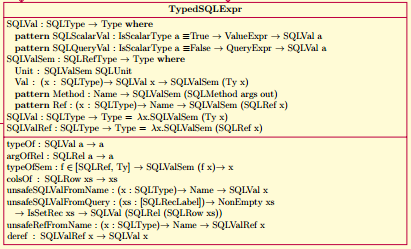 TypedSQLExpr
SQLVal : SQLType → Type where
pattern SQLScalarVal : IsScalarType a ≡True → ValueExpr → SQLVal a
pattern SQLQueryVal : IsScalarType a ≡False → QueryExpr → SQLVal a
SQLValSem : SQLRefType → Type where
Unit : SQLValSem SQLUnit
Val : (x : SQLType)→ SQLVal x → SQLValSem (Ty x)
pattern Method : Name → SQLValSem (SQLMethod args out)
pattern Ref : (x : SQLType)→ Name → SQLValSem (SQLRef x)
SQLVal : SQLType → Type = λx.SQLValSem (Ty x)
SQLValRef : SQLType → Type = λx.SQLValSem (SQLRef x)
typeOf : SQLVal a → a
argOfRel : SQLRel a → a
typeOfSem : f ∈ [SQLRef, Ty] → SQLValSem (f x)→ x
colsOf : SQLRow xs → xs
unsafeSQLValFromName : (x : SQLType)→ Name → SQLVal x
unsafeSQLValFromQuery : (xs : [SQLRecLabel])→ NonEmpty xs
→ IsSetRec xs → SQLVal (SQLRel (SQLRow xs))
unsafeRefFromName : (x : SQLType)→ Name → SQLValRef x
deref : SQLValRef x → SQLVal x